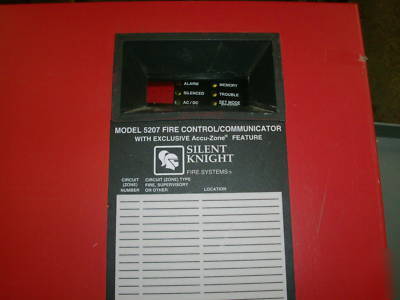 ALARM MEMORY
SILENCED TROUBLE
AC / DC SET MODE
MODEL 5207 FIRE CONTROL/COMMUNICATOR
WITH EXCLUSIVE Accu-Zone® FEATURE
SILENT
KNIGHT
FIRE SYSTEMS
CIRCUIT CIRCUIT (ZONE) TYPE
(ZONE) FIRE, SUPERVISORY
NUMBER OR OTHER LOCATION